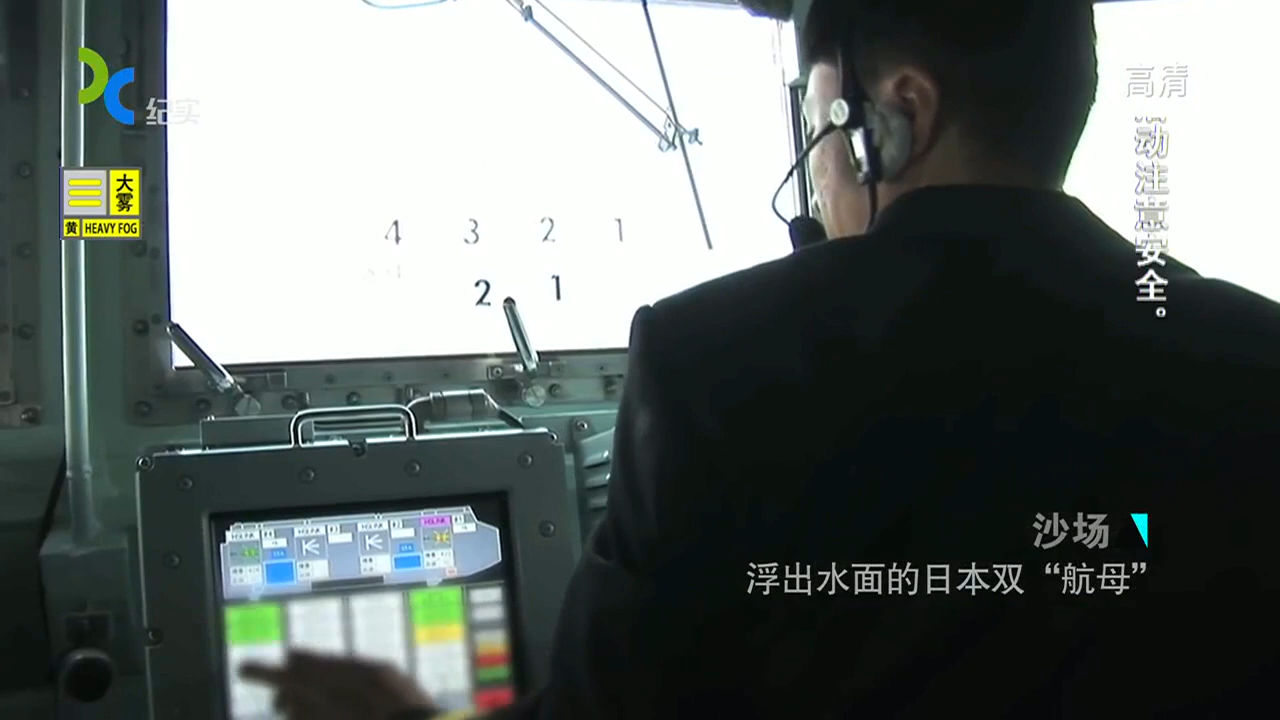 纪实
高清
大雾
黄 HEAVY FOG
动注意安全。
4 3 2 1
2 1
沙场
浮出水面的日本双“航母”